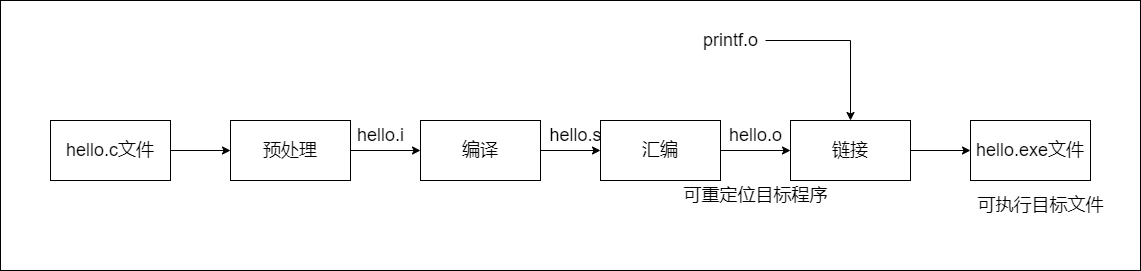 printf.o
hello.c文件
预处理
hello.i
编译
hello.s
汇编
hello.o
链接
hello.exe文件
可重定位目标程序
可执行目标文件